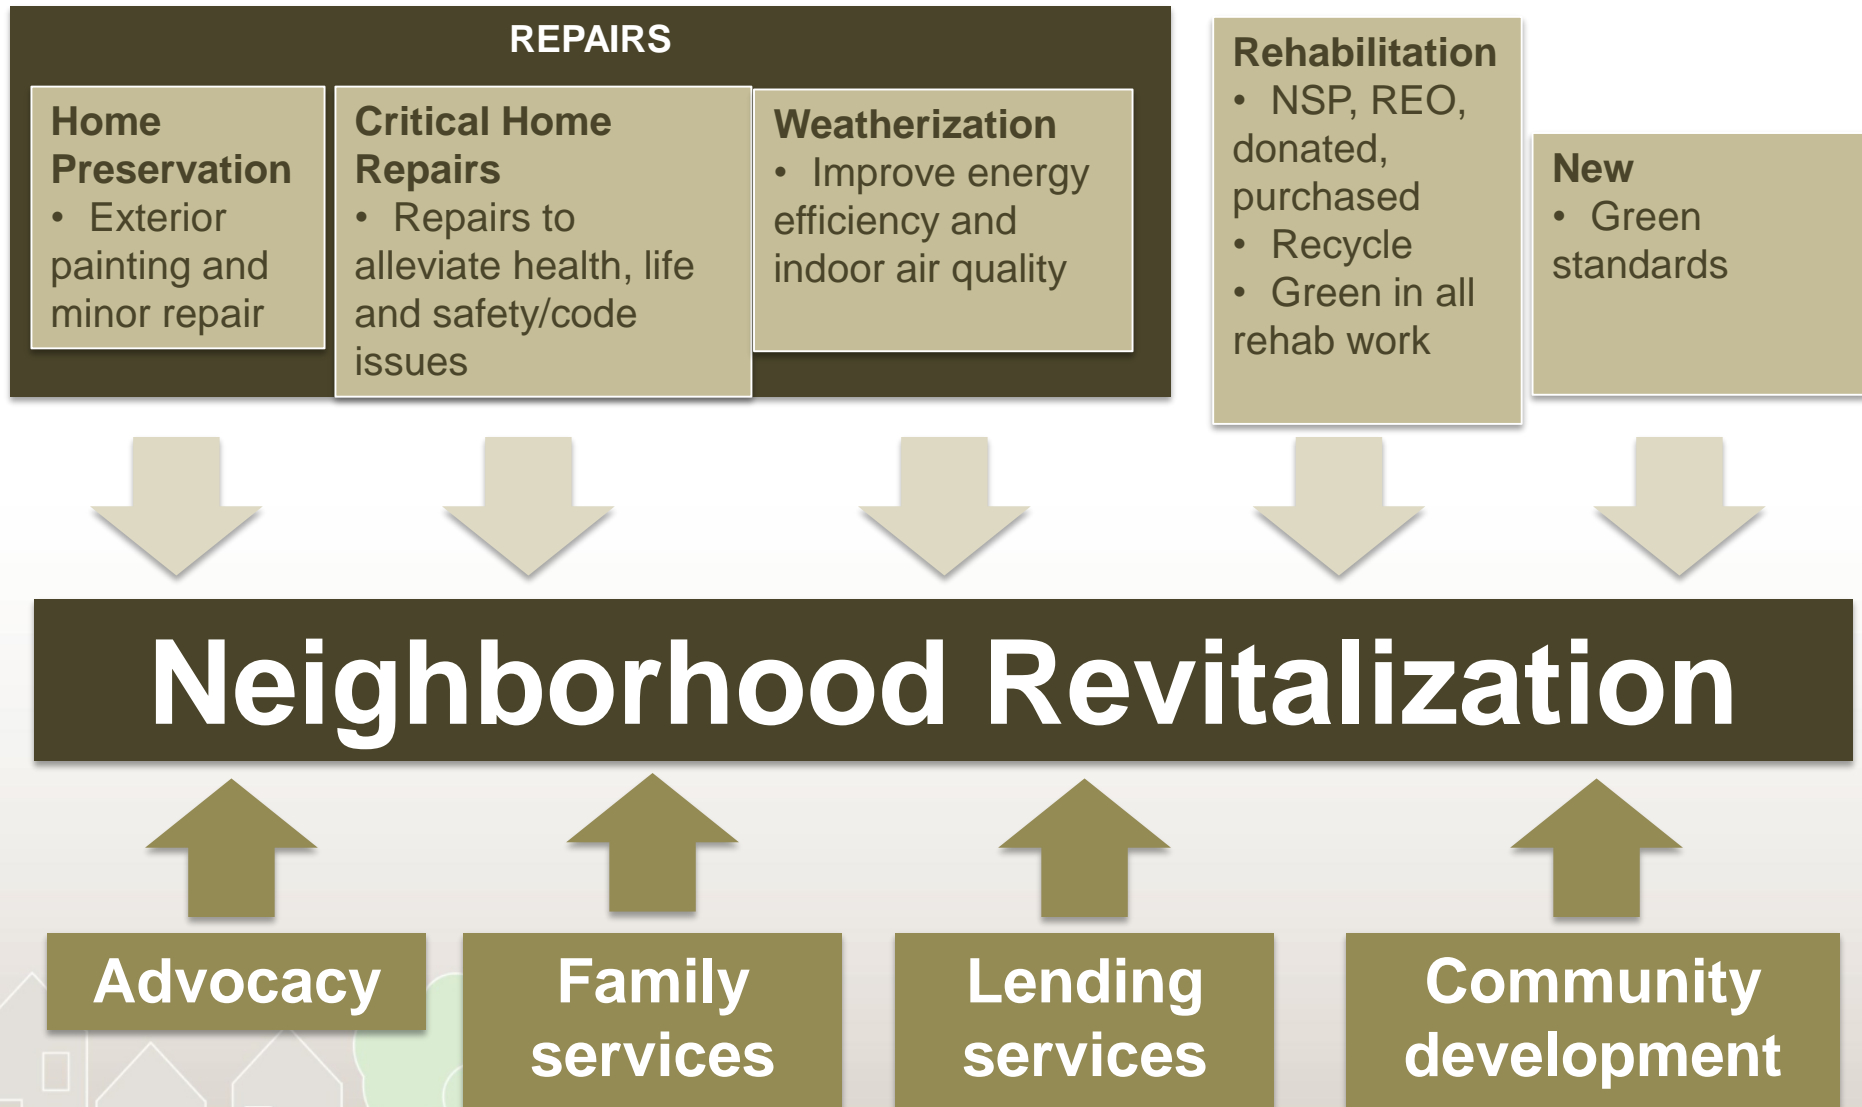 REPAIRS
Home
Preservation
• Exterior
painting and
minor repair
Critical Home
Repairs
• Repairs to
alleviate health, life
and safety/code
issues
Weatherization
• Improve energy
efficiency and
indoor air quality
Rehabilitation
• NSP, REO,
donated,
purchased
• Recycle
• Green in all
rehab work
New
• Green
standards
Neighborhood Revitalization
Advocacy
Family
services
Lending
services
Community
development